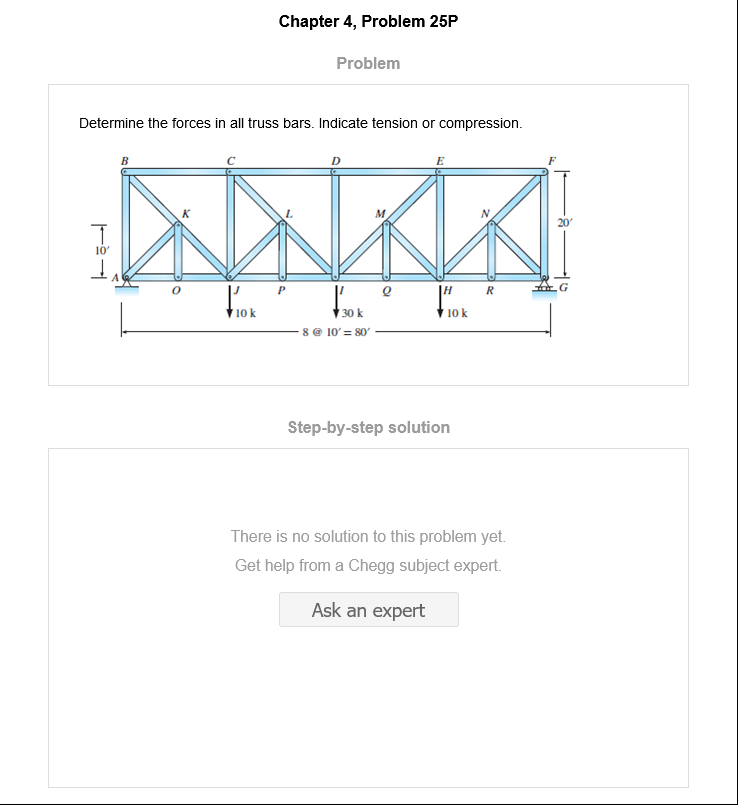 Chapter 4, Problem 25P
Problem
Determine the forces in all truss bars. Indicate tension or compression.
B C D E F
K L M N
20'
10'
A O J P I Q H R G
10 k 30 k 10 k
8 @ 10' = 80'
Step-by-step solution
There is no solution to this problem yet.
Get help from a Chegg subject expert.
Ask an expert